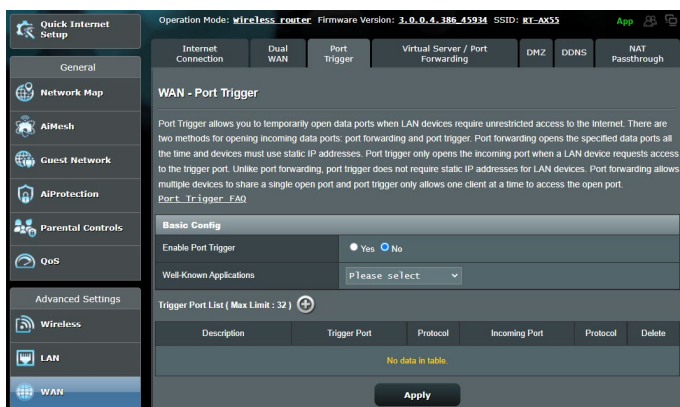 Quick Internet
Setup
Operation Mode: Wireless router Firmware Version: 3.0.0.4.386_45934 SSID: RT-AX55
App
Internet
Connection
Dual
WAN
Port
Trigger
Virtual Server / Port
Forwarding
DMZ
DDNS
NAT
Passthrough
General
Network Map
AiMesh
Guest Network
AiProtection
Parental Controls
QoS
Advanced Settings
Wireless
LAN
WAN
WAN - Port Trigger
Port Trigger allows you to temporarily open data ports when LAN devices require unrestricted access to the Internet. There are
two methods for opening incoming data ports: port forwarding and port trigger. Port forwarding opens the specified data ports all
the time and devices must use static IP addresses. Port trigger only opens the incoming port when a LAN device requests access
to the trigger port. Unlike port forwarding, port trigger does not require static IP addresses for LAN devices. Port forwarding allows
multiple devices to share a single open port and port trigger only allows one client at a time to access the open port.
Port Trigger FAQ
Basic Config
Enable Port Trigger Yes No
Well-Known Applications Please select
Trigger Port List ( Max Limit : 32 )
Description Trigger Port Protocol Incoming Port Protocol Delete
No data in table.
Apply